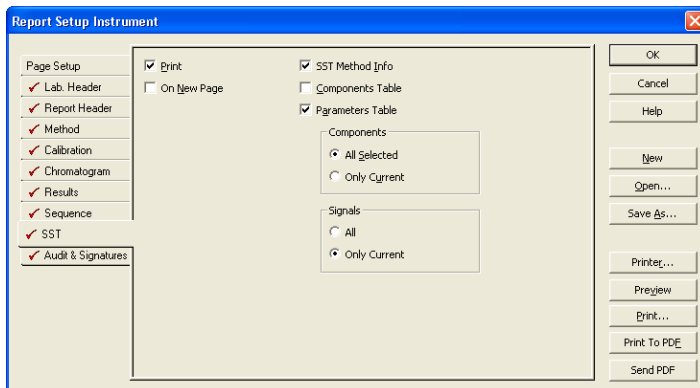 Report Setup Instrument
Page Setup
Lab. Header
Report Header
Method
Calibration
Chromatogram
Results
Sequence
SST
Audit & Signatures
Print
On New Page
SST Method Info
Components Table
Parameters Table
Components
All Selected
Only Current
Signals
All
Only Current
OK
Cancel
Help
New
Open...
Save As...
Printer...
Preview
Print...
Print To PDF
Send PDF